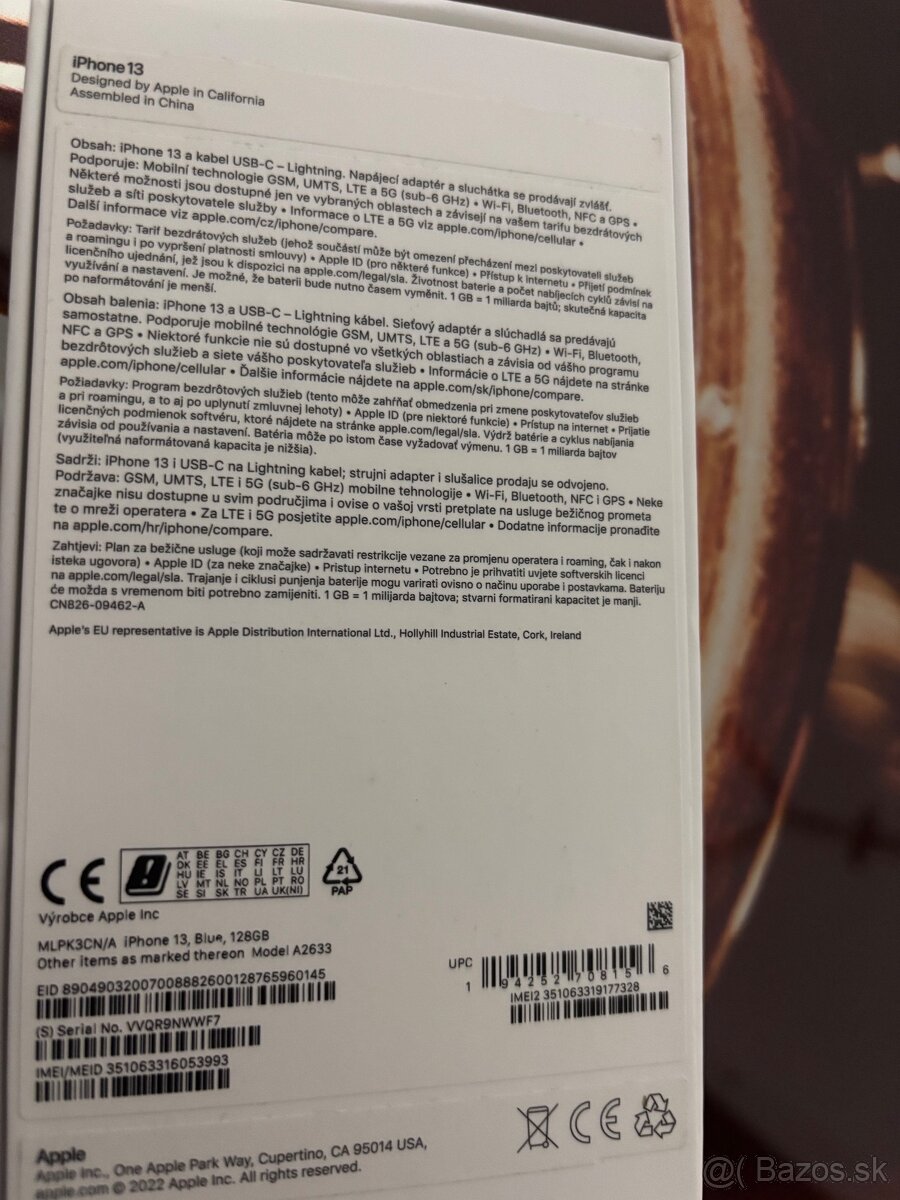 iPhone 13
Designed by Apple in California
Assembled in China
Obsah: iPhone 13 a kabel USB-C – Lightning. Napájecí adaptér a sluchátka se prodávají zvlášť.
Podporuje: Mobilní technologie GSM, UMTS, LTE a 5G (sub-6 GHz) • Wi-Fi, Bluetooth, NFC a GPS •
Některé možnosti jsou dostupné jen ve vybraných oblastech a závisejí na vašem tarifu bezdrátových
služeb a síti poskytovatele služby • Informace o LTE a 5G viz apple.com/iphone/cellular •
Další informace viz apple.com/cz/iphone/compare.
Požadavky: Tarif bezdrátových služeb (jehož součástí může být omezení přecházení mezi poskytovateli služeb
a roamingu i po vypršení platnosti smlouvy) • Apple ID (pro některé funkce) • Přístup k internetu • Přijetí podmínek
licenčního ujednání, jež jsou k dispozici na apple.com/legal/sla. Životnost baterie a počet nabíjecích cyklů závisí na
využívání a nastavení. Je možné, že baterii bude nutno časem vyměnit. 1 GB = 1 miliarda bajtů; skutečná kapacita
po naformátování je menší.
Obsah balenia: iPhone 13 a USB-C – Lightning kábel. Sieťový adaptér a slúchadlá sa predávajú
samostatne. Podporuje mobilné technológie GSM, UMTS, LTE a 5G (sub-6 GHz) • Wi-Fi, Bluetooth,
NFC a GPS • Niektoré funkcie nie sú dostupné vo všetkých oblastiach a závisia od vášho programu
bezdrôtových služieb a siete vášho poskytovateľa služieb • Informácie o LTE a 5G nájdete na stránke
apple.com/iphone/cellular • Ďalšie informácie nájdete na apple.com/sk/iphone/compare.
Požiadavky: Program bezdrôtových služieb (tento môže zahŕňať obmedzenia pri zmene poskytovateľov služieb
a pri roamingu, a to aj po uplynutí zmluvnej lehoty) • Apple ID (pre niektoré funkcie) • Prístup na internet • Prijatie
licenčných podmienok softvéru, ktoré nájdete na stránke apple.com/legal/sla. Výdrž batérie a cyklus nabíjania
závisia od používania a nastavení. Batéria môže po istom čase vyžadovať výmenu. 1 GB = 1 miliarda bajtov
(využiteľná naformátovaná kapacita je nižšia).
Sadrži: iPhone 13 i USB-C na Lightning kabel; strujni adapter i slušalice prodaju se odvojeno.
Podržava: GSM, UMTS, LTE i 5G (sub-6 GHz) mobilne tehnologije • Wi-Fi, Bluetooth, NFC i GPS • Neke
značajke nisu dostupne u svim područjima i ovise o vašoj vrsti pretplate na usluge bežičnog prometa
te o mreži operatera • Za LTE i 5G posjetite apple.com/iphone/cellular • Dodatne informacije pronađite
na apple.com/hr/iphone/compare.
Zahtjevi: Plan za bežične usluge (koji može sadržavati restrikcije vezane za promjenu operatera i roaming, čak i nakon
isteka ugovora) • Apple ID (za neke značajke) • Pristup internetu • Potrebno je prihvatiti uvjete softverskih licenci
na apple.com/legal/sla. Trajanje i ciklusi punjenja baterije mogu varirati ovisno o načinu uporabe i postavkama. Bateriju
će možda s vremenom biti potrebno zamijeniti. 1 GB = 1 milijarda bajtova; stvarni formatirani kapacitet je manji.
CN826-09462-A
Apple's EU representative is Apple Distribution International Ltd., Hollyhill Industrial Estate, Cork, Ireland
CE
AT BE BG CH CY CZ DE
DK EE EL ES FI FR HR
HU IE IS IT LI LT LU
LV MT NL NO PL PT RO
SE SI SK TR UA UK(NI)
21
PAP
Výrobce Apple Inc
MLPK3CN/A iPhone 13, Blue, 128GB
Other items as marked thereon Model A2633
EID 89049032007008882600128765960145
(S) Serial No. VVQR9NWWF7
IMEI/MEID 351063316053993
UPC
1 94252 70815 6
IMEI2 351063319177328
CE
Apple
Apple Inc., One Apple Park Way, Cupertino, CA 95014 USA,
apple.com © 2022 Apple Inc. All rights reserved.
@( Bazos.sk